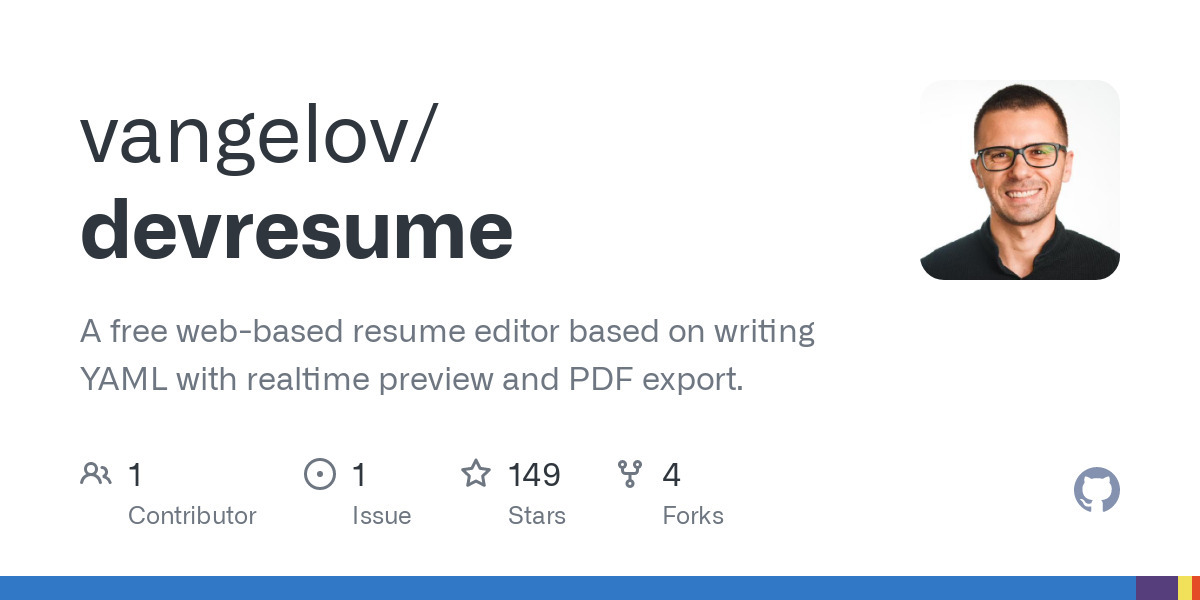 vangelov/
devresume
A free web-based resume editor based on writing
YAML with realtime preview and PDF export.
1
Contributor
1
Issue
149
Stars
4
Forks